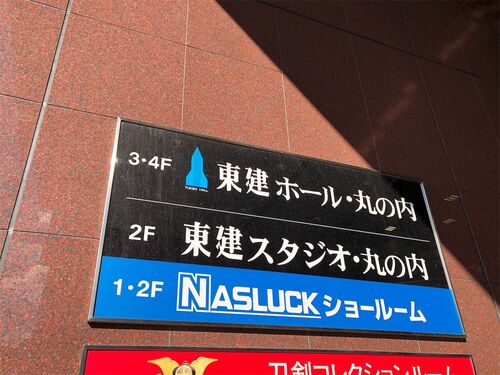 3・4F TOKEN HALL 東建ホール・丸の内
2F 東建スタジオ・丸の内
1・2F NASLUCKショールーム
刀剣コレクションルーム